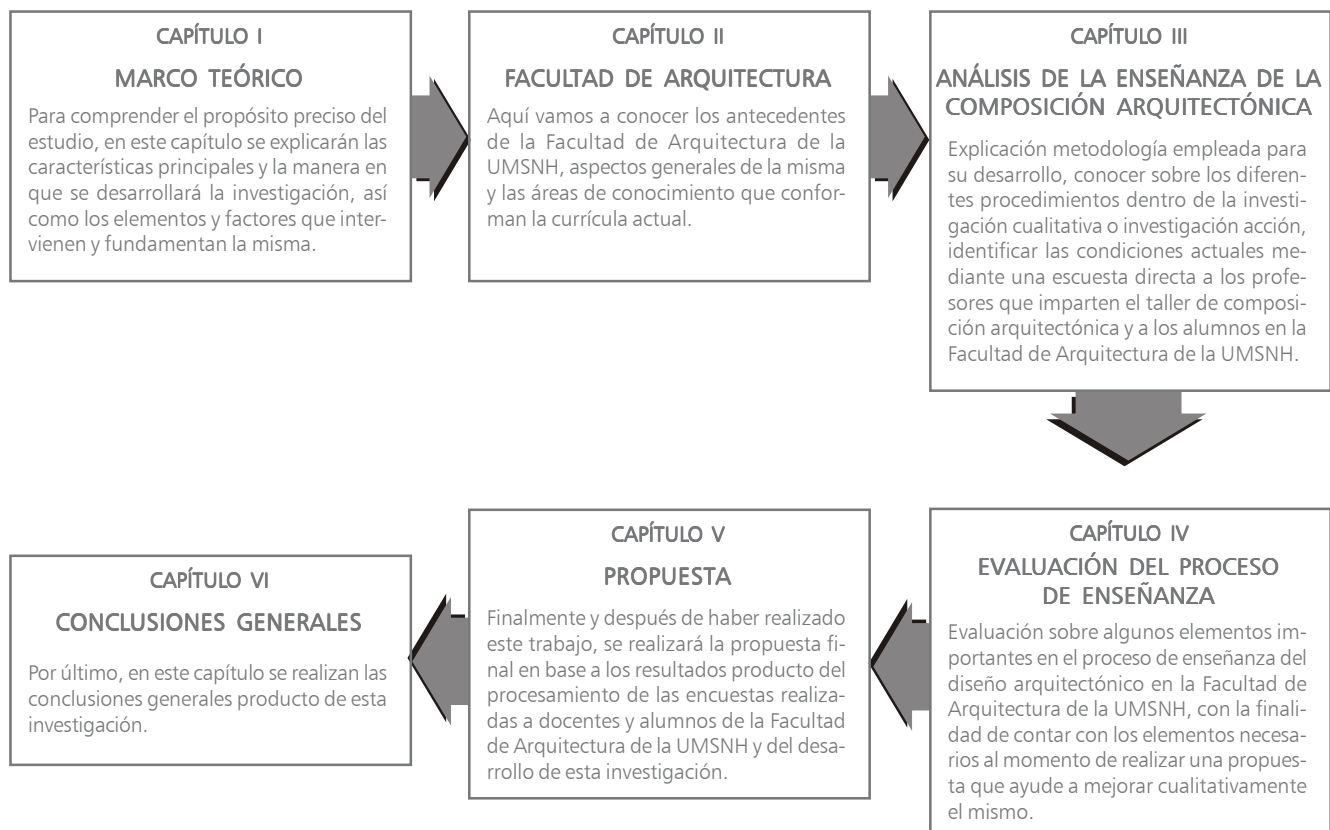 CAPÍTULO I
MARCO TEÓRICO
Para comprender el propósito preciso del
estudio, en este capítulo se explicarán las
características principales y la manera en
que se desarrollará la investigación, así
como los elementos y factores que inter-
vienen y fundamentan la misma.
CAPÍTULO II
FACULTAD DE ARQUITECTURA
Aquí vamos a conocer los antecedentes
de la Facultad de Arquitectura de la
UMSNH, aspectos generales de la misma
y las áreas de conocimiento que confor-
man la currícula actual.
CAPÍTULO III
ANÁLISIS DE LA ENSEÑANZA DE LA
COMPOSICIÓN ARQUITECTÓNICA
Explicación metodología empleada para
su desarrollo, conocer sobre los diferen-
tes procedimientos dentro de la investi-
gación cualitativa o investigación acción,
identificar las condiciones actuales me-
diante una escuesta directa a los profe-
sores que imparten el taller de composi-
ción arquitectónica y a los alumnos en la
Facultad de Arquitectura de la UMSNH.
CAPÍTULO IV
EVALUACIÓN DEL PROCESO
DE ENSEÑANZA
Evaluación sobre algunos elementos im-
portantes en el proceso de enseñanza del
diseño arquitectónico en la Facultad de
Arquitectura de la UMSNH, con la finali-
dad de contar con los elementos necesa-
rios al momento de realizar una propues-
ta que ayude a mejorar cualitativamente
el mismo.
CAPÍTULO V
PROPUESTA
Finalmente y después de haber realizado
este trabajo, se realizará la propuesta fi-
nal en base a los resultados producto del
procesamiento de las encuestas realiza-
das a docentes y alumnos de la Facultad
de Arquitectura de la UMSNH y del desa-
rrollo de esta investigación.
CAPÍTULO VI
CONCLUSIONES GENERALES
Por último, en este capítulo se realizan las
conclusiones generales producto de esta
investigación.